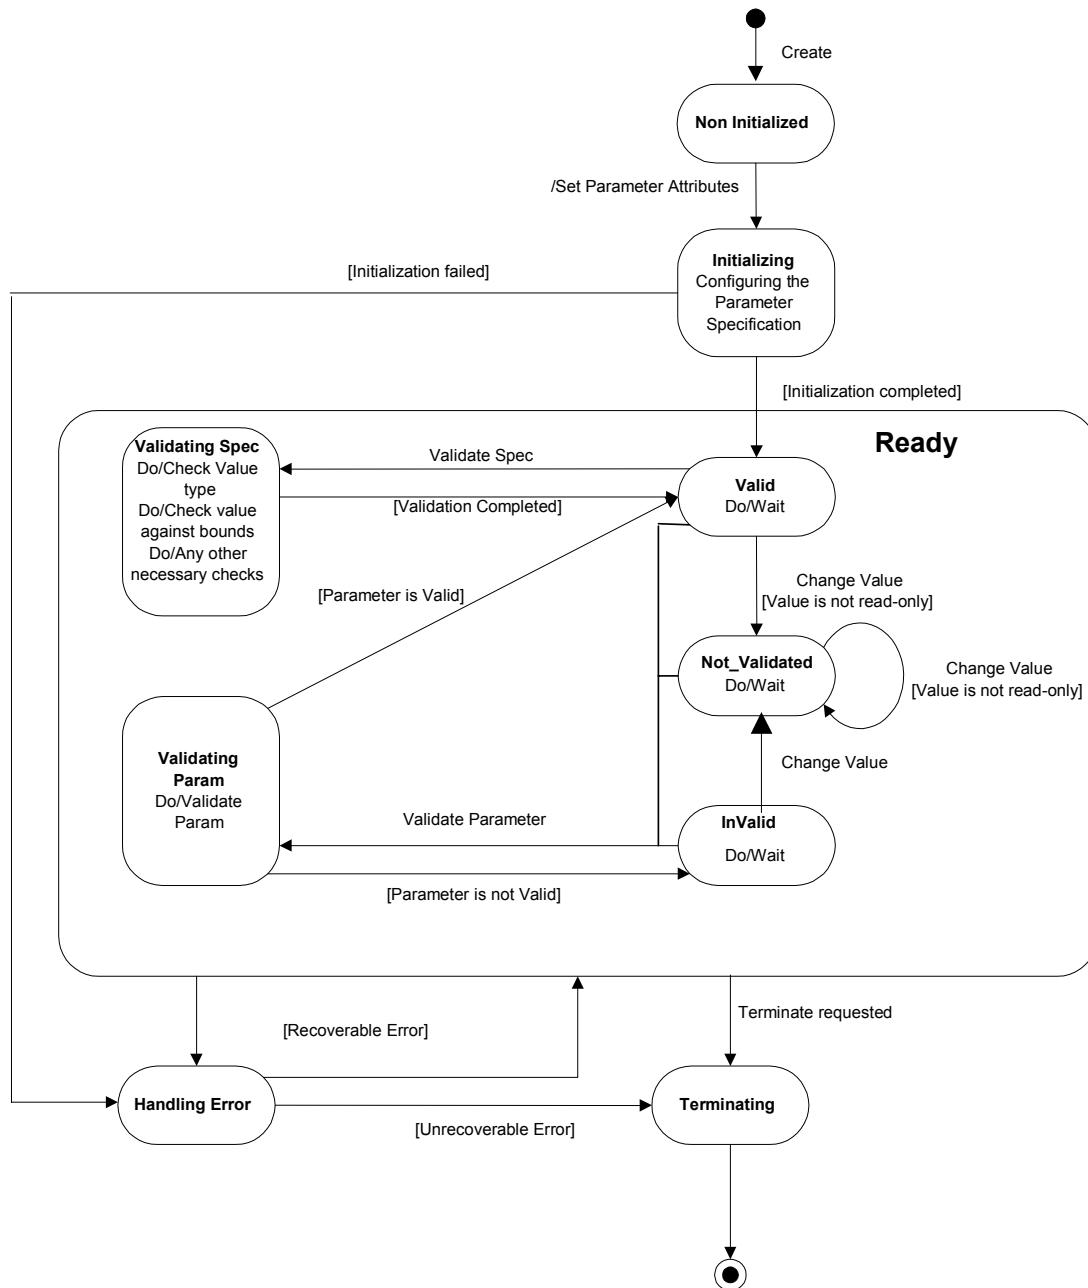 Create
Non Initialized
/Set Parameter Attributes
Initializing
Configuring the
Parameter
Specification
[Initialization failed]
[Initialization completed]
Ready
Validating Spec
Do/Check Value
type
Do/Check value
against bounds
Do/Any other
necessary checks
Validate Spec
[Validation Completed]
Valid
Do/Wait
[Parameter is Valid]
Change Value
[Value is not read-only]
Not_Validated
Do/Wait
Change Value
[Value is not read-only]
Validating
Param
Do/Validate
Param
Change Value
Validate Parameter
InValid
Do/Wait
[Parameter is not Valid]
[Recoverable Error]
Terminate requested
Handling Error
[Unrecoverable Error]
Terminating